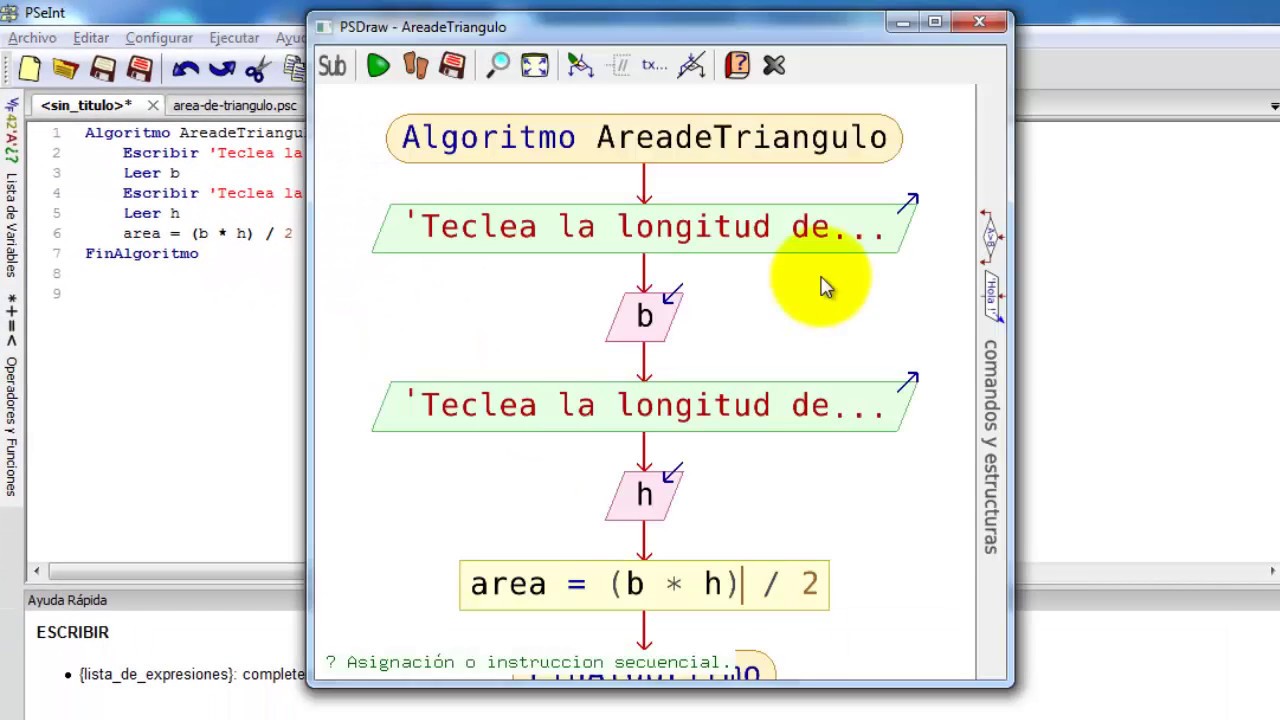 PSeInt
Archivo Editar Configurar Ejecutar Ayu
<sin_titulo>*
area-de-triangulo.psc
1 Algoritmo AreadeTriangu
2 Escribir 'Teclea la
3 Leer b
4 Escribir 'Teclea la
5 Leer h
6 area = (b * h) / 2
7 FinAlgoritmo
8
9
Lista de Variables
*+=< Operadores y Funciones
Ayuda Rápida
ESCRIBIR
• {lista_de_expresiones}: complete
PSDraw - AreadeTriangulo
Sub
tx...
Algoritmo AreadeTriangulo
'Teclea la longitud de...
b
'Teclea la longitud de...
h
area = (b * h) / 2
? Asignación o instruccion secuencial.
A>B
'Hola !'
comandos y estructuras